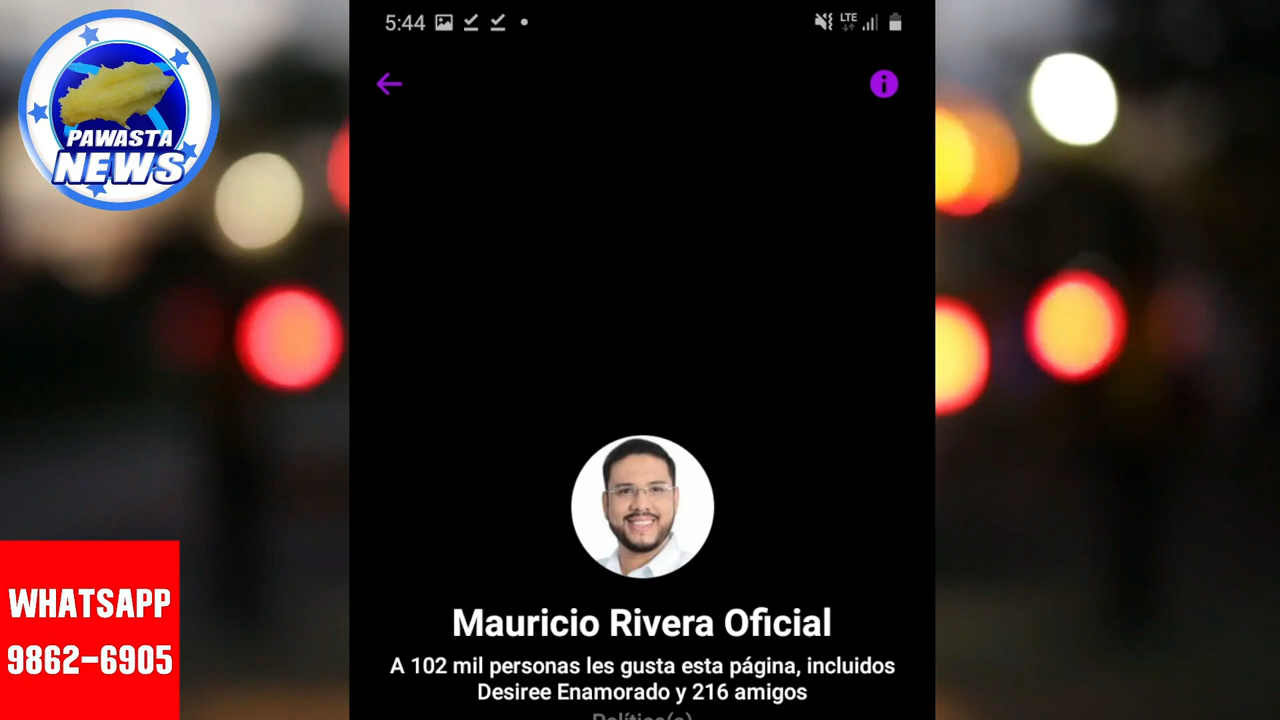 PAWASTA
NEWS
5:44
LTE
Mauricio Rivera Oficial
A 102 mil personas les gusta esta página, incluidos
Desiree Enamorado y 216 amigos
Político(a)
WHATSAPP
9862-6905